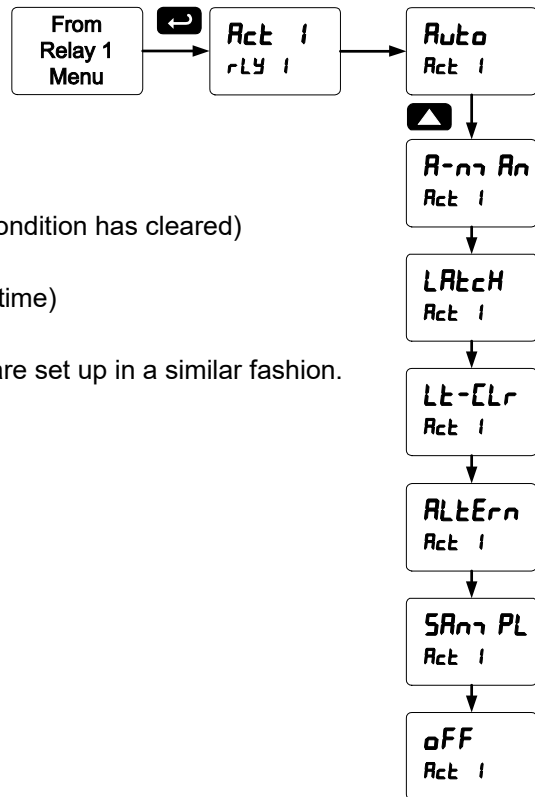 From
Relay 1
Menu
Act 1
rLY 1
Auto
Act 1
A-man
Act 1
ondition has cleared)
LAtcH
Act 1
time)
are set up in a similar fashion.
Lt-CLr
Act 1
ALtErn
Act 1
SAmPL
Act 1
oFF
Act 1